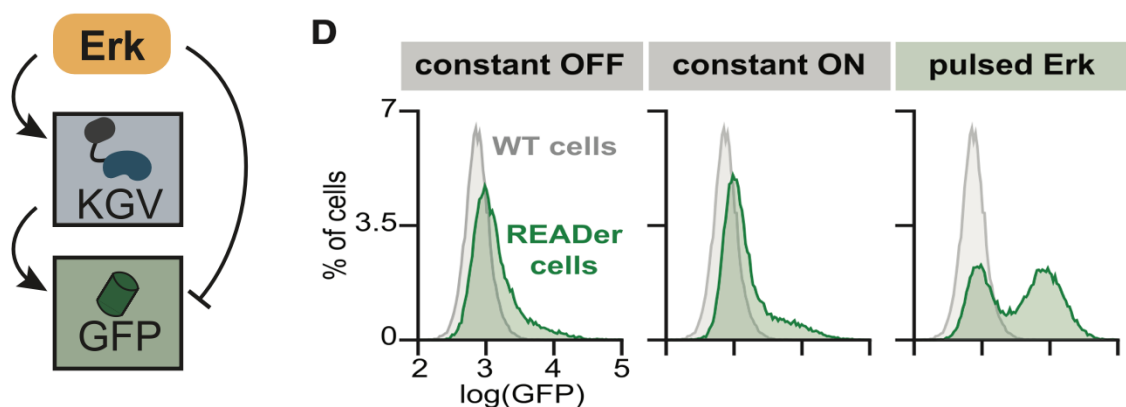 Erk
KGV
GFP
D
constant OFF
constant ON
pulsed Erk
7
3.5
0
% of cells
WT cells
READer
cells
2 3 4 5
log(GFP)